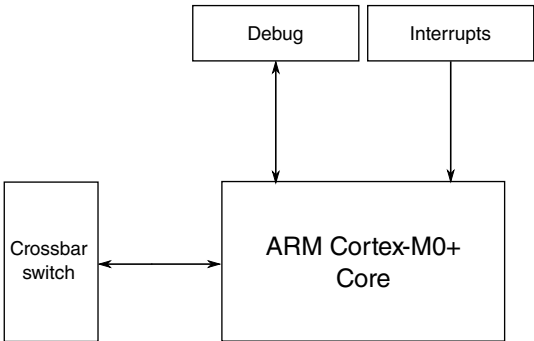 Debug
Interrupts
Crossbar
switch
ARM Cortex-M0+
Core